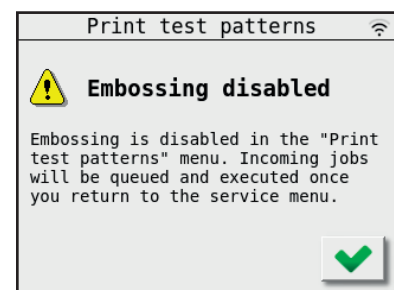 Print test patterns
Embossing disabled
Embossing is disabled in the "Print
test patterns" menu. Incoming jobs
will be queued and executed once
you return to the service menu.